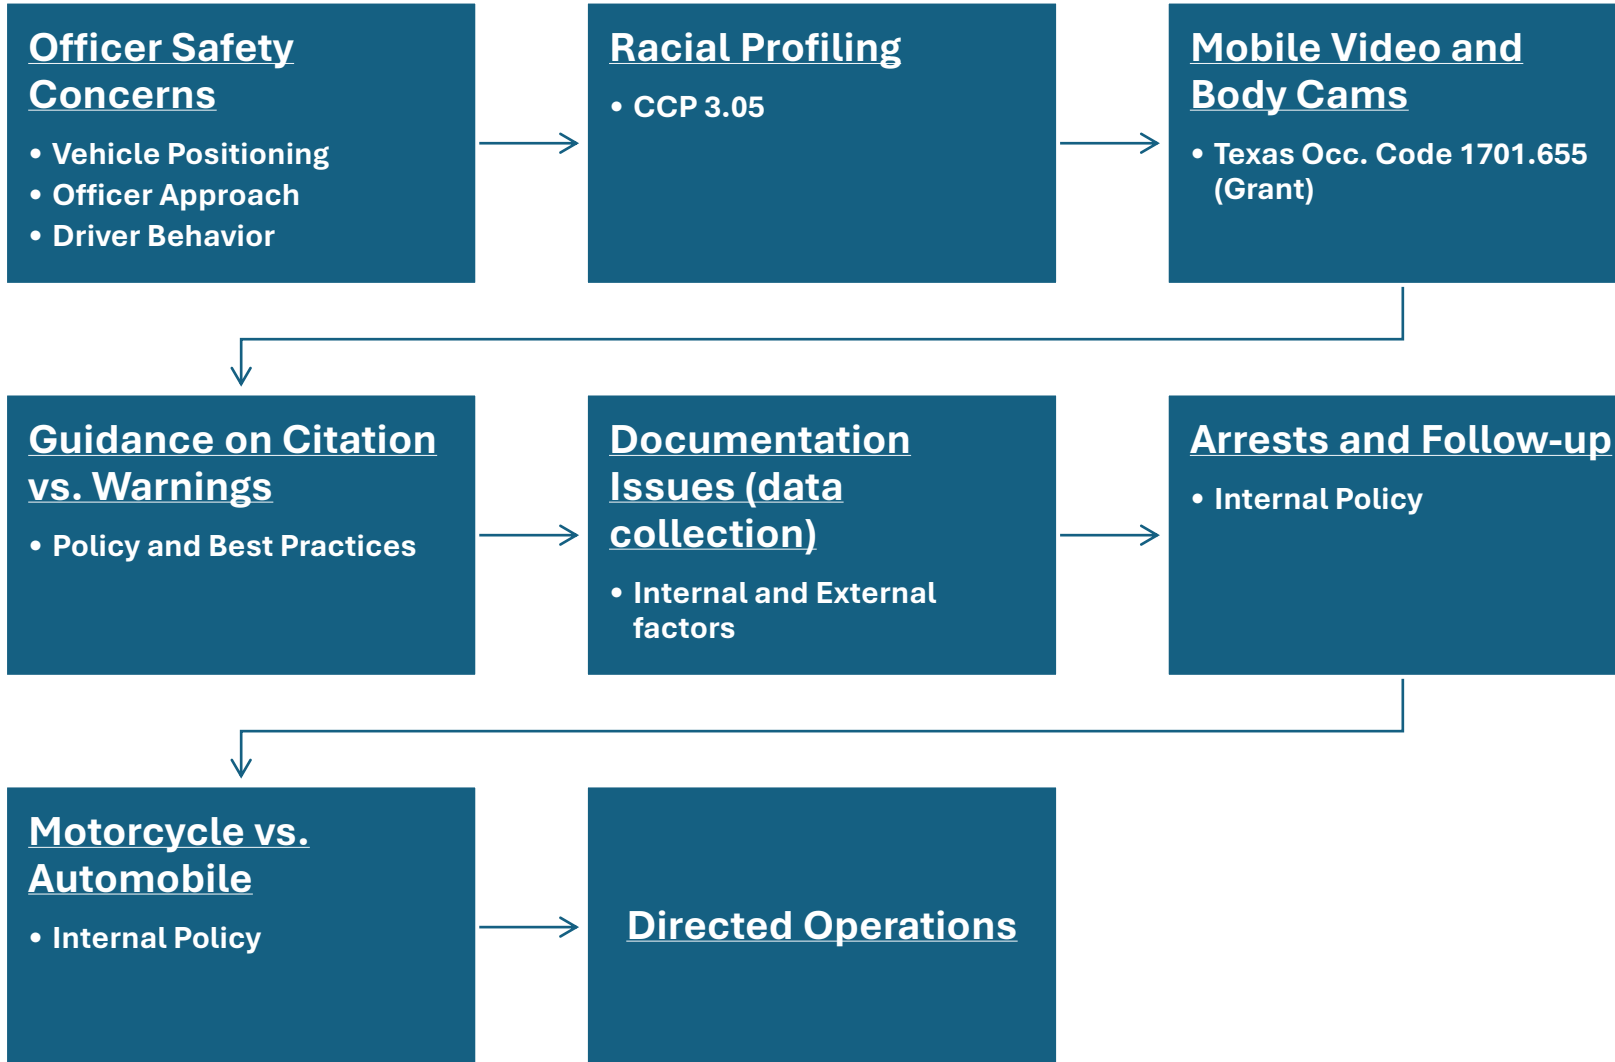 Officer Safety
Concerns
• Vehicle Positioning
• Officer Approach
• Driver Behavior
Racial Profiling
• CCP 3.05
Mobile Video and
Body Cams
• Texas Occ. Code 1701.655
(Grant)
Guidance on Citation
vs. Warnings
• Policy and Best Practices
Documentation
Issues (data
collection)
• Internal and External
factors
Arrests and Follow-up
• Internal Policy
Motorcycle vs.
Automobile
• Internal Policy
Directed Operations